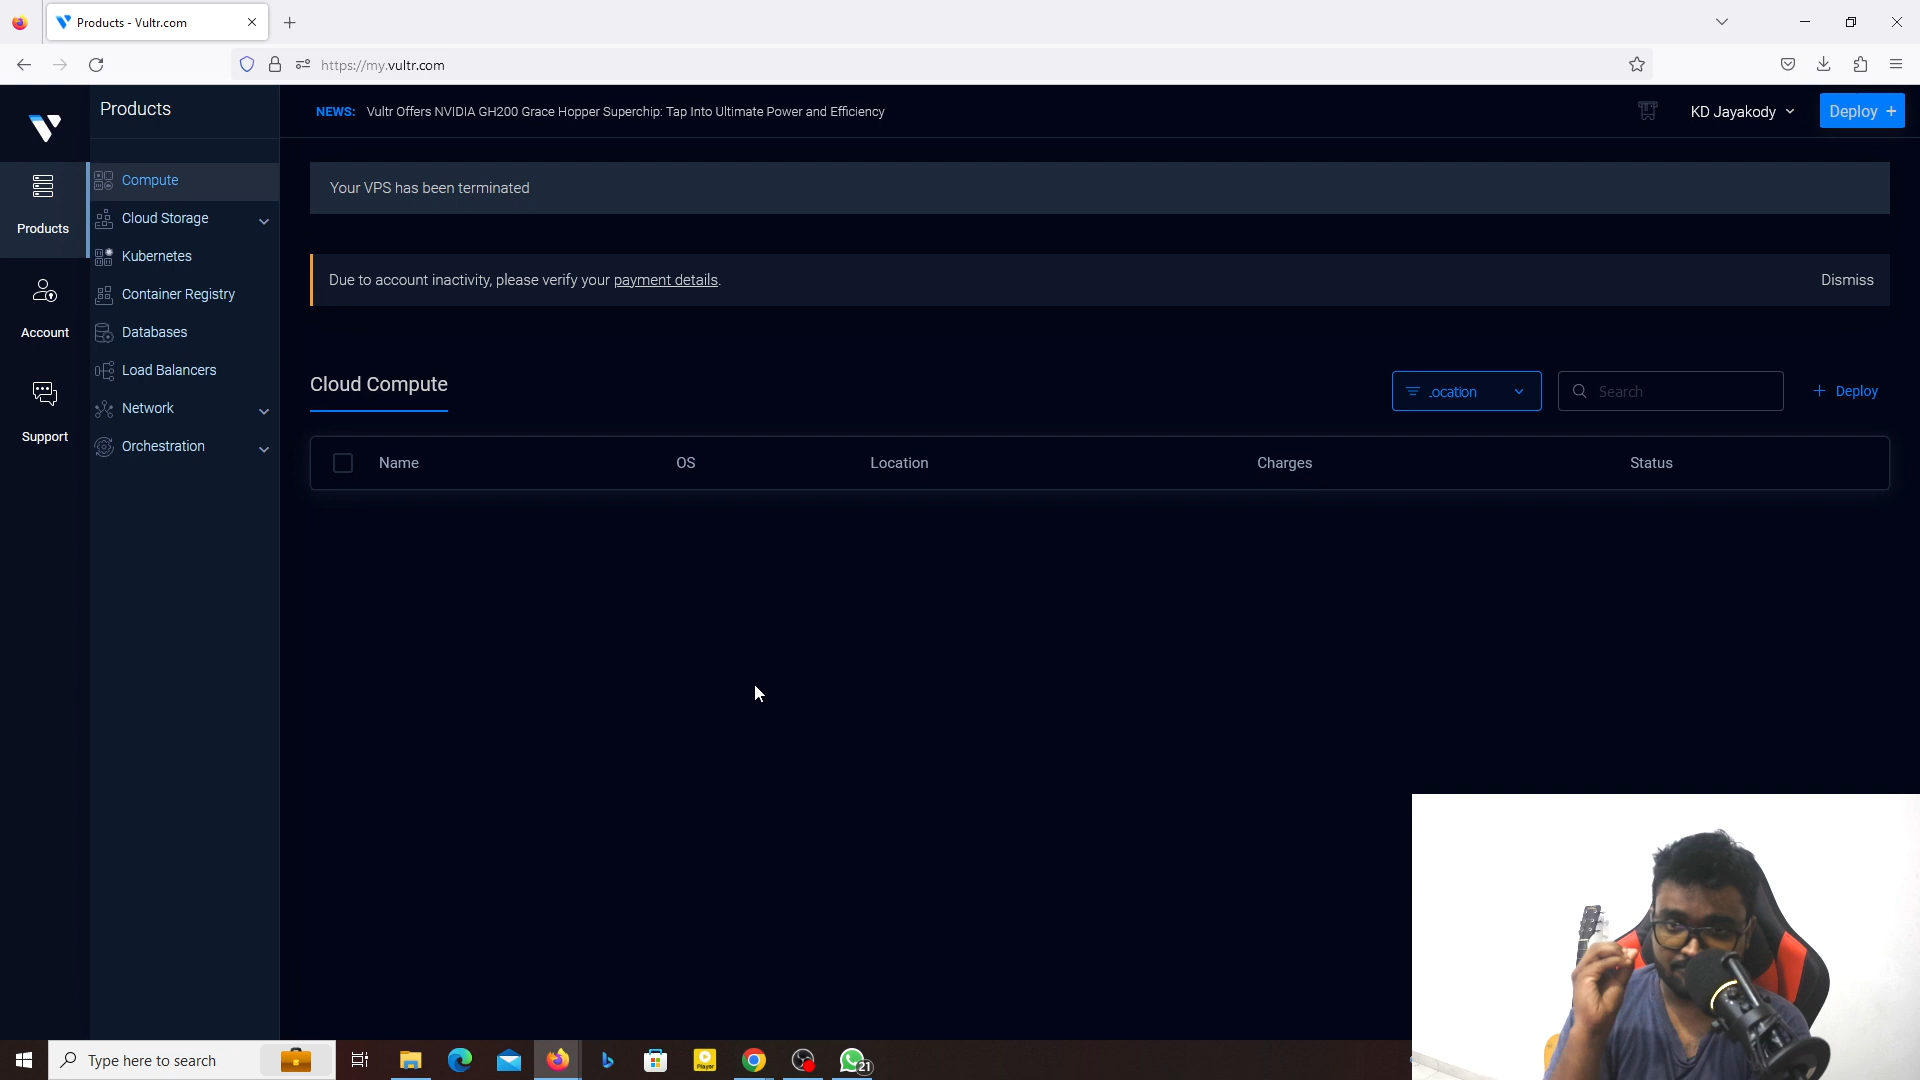 Products - Vultr.com
https://my.vultr.com
Products
NEWS: Vultr Offers NVIDIA GH200 Grace Hopper Superchip: Tap Into Ultimate Power and Efficiency
KD Jayakody
Deploy +
Products
Account
Support
Compute
Cloud Storage
Kubernetes
Container Registry
Databases
Load Balancers
Network
Orchestration
Your VPS has been terminated
Due to account inactivity, please verify your payment details.
Dismiss
Cloud Compute
ocation
Search
+ Deploy
Name
OS
Location
Charges
Status
Type here to search
Player
21